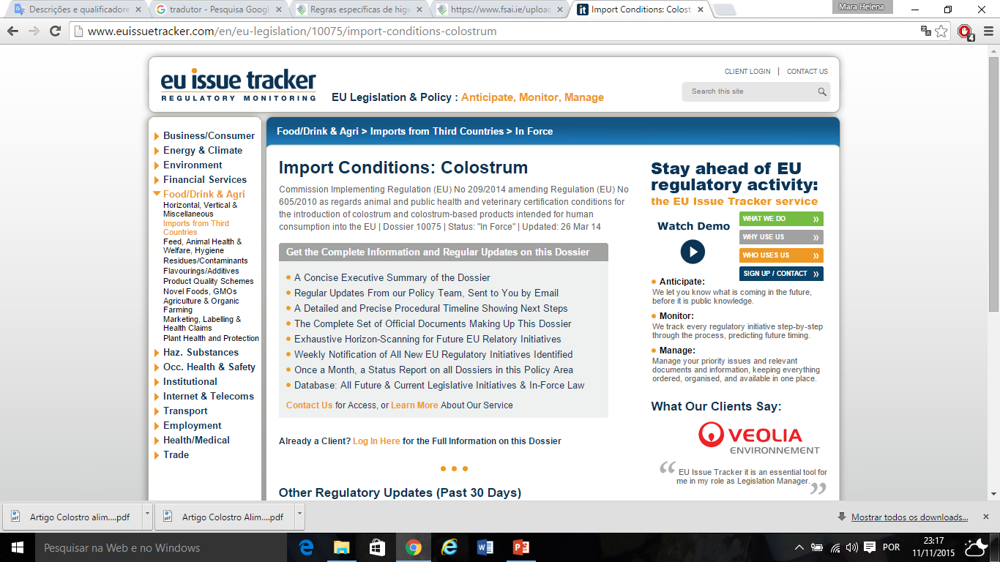 Descrições e qualificadore
tradutor - Pesquisa Googl
Regras específicas de higi
https://www.fsai.ie/uploac
Import Conditions: Colost
Mara Helena
www.euissuetracker.com/en/eu-legislation/10075/import-conditions-colostrum
4
eu issue tracker
REGULATORY MONITORING
EU Legislation & Policy : Anticipate, Monitor, Manage
CLIENT LOGIN | CONTACT US
Search this site
Business/Consumer
Energy & Climate
Environment
Financial Services
Food/Drink & Agri
Horizontal, Vertical &
Miscellaneous
Imports from Third
Countries
Feed, Animal Health &
Welfare, Hygiene
Residues/Contaminants
Flavourings/Additives
Product Quality Schemes
Novel Foods, GMOs
Agriculture & Organic
Farming
Marketing, Labelling &
Health Claims
Plant Health and Protection
Haz. Substances
Occ. Health & Safety
Institutional
Internet & Telecoms
Transport
Employment
Health/Medical
Trade
Food/Drink & Agri > Imports from Third Countries > In Force
Import Conditions: Colostrum
Commission Implementing Regulation (EU) No 209/2014 amending Regulation (EU) No
605/2010 as regards animal and public health and veterinary certification conditions for
the introduction of colostrum and colostrum-based products intended for human
consumption into the EU | Dossier 10075 | Status: "In Force" | Updated: 26 Mar 14
Get the Complete Information and Regular Updates on this Dossier
A Concise Executive Summary of the Dossier
Regular Updates From our Policy Team, Sent to You by Email
A Detailed and Precise Procedural Timeline Showing Next Steps
The Complete Set of Official Documents Making Up This Dossier
Exhaustive Horizon-Scanning for Future EU Relatory Initiatives
Weekly Notification of All New EU Regulatory Initiatives Identified
Once a Month, a Status Report on all Dossiers in this Policy Area
Database: All Future & Current Legislative Initiatives & In-Force Law
Contact Us for Access, or Learn More About Our Service
Already a Client? Log In Here for the Full Information on this Dossier
Other Regulatory Updates (Past 30 Days)
Stay ahead of EU
regulatory activity:
the EU Issue Tracker service
Watch Demo
WHAT WE DO »
WHY USE US »
WHO USES US »
SIGN UP / CONTACT »
Anticipate:
We let you know what is coming in the future,
before it is public knowledge.
Monitor:
We track every regulatory initiative step-by-step
through the process, predicting future timing.
Manage:
Manage your priority issues and relevant
documents and information, keeping everything
ordered, organised, and available in one place.
What Our Clients Say:
VEOLIA
ENVIRONNEMENT
“ EU Issue Tracker it is an essential tool for
me in my role as Legislation Manager. ”
Artigo Colostro alim....pdf
Artigo Colostro Alim....pdf
Mostrar todos os downloads...
Pesquisar na Web e no Windows
POR
23:17
11/11/2015